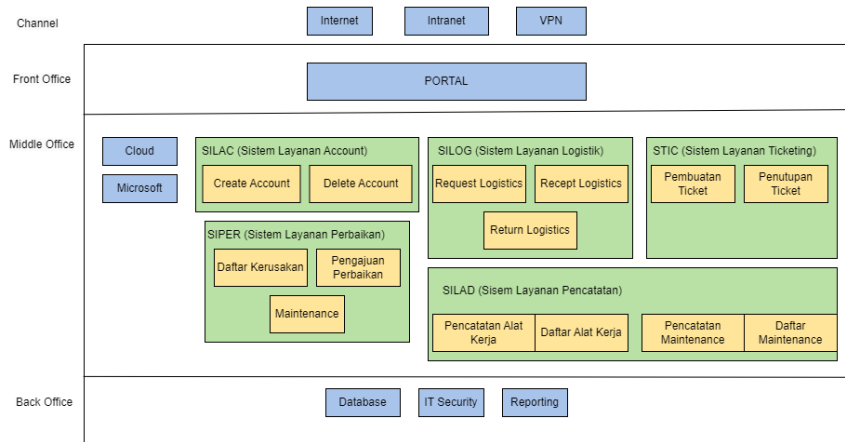 Channel
Internet
Intranet
VPN
Front Office
PORTAL
Middle Office
Cloud
Microsoft
SILAC (Sistem Layanan Account)
Create Account
Delete Account
SILOG (Sistem Layanan Logistik)
Request Logistics
Recept Logistics
Return Logistics
STIC (Sistem Layanan Ticketing)
Pembuatan
Ticket
Penutupan
Ticket
SIPER (Sistem Layanan Perbaikan)
Daftar Kerusakan
Pengajuan
Perbaikan
Maintenance
SILAD (Sisem Layanan Pencatatan)
Pencatatan Alat
Kerja
Daftar Alat Kerja
Pencatatan
Maintenance
Daftar
Maintenance
Back Office
Database
IT Security
Reporting